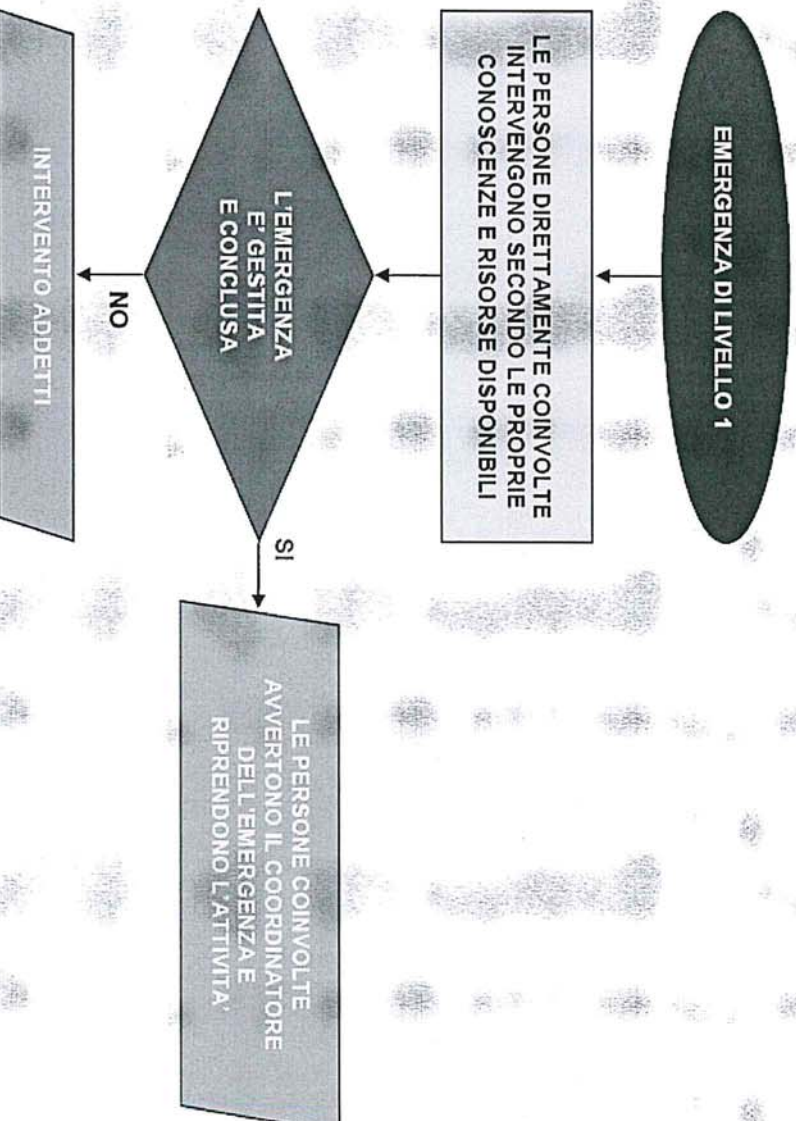 EMERGENZA DI LIVELLO 1
LE PERSONE DIRETTAMENTE COINVOLTE
INTERVENGONO SECONDO LE PROPRIE
CONOSCENZE E RISORSE DISPONIBILI
L'EMERGENZA
E' GESTITA
E CONCLUSA
SI
LE PERSONE COINVOLTE
AVVERTONO IL COORDINATORE
DELL'EMERGENZA E
RIPRENDONO L'ATTIVITA'
NO
INTERVENTO ADDETTI